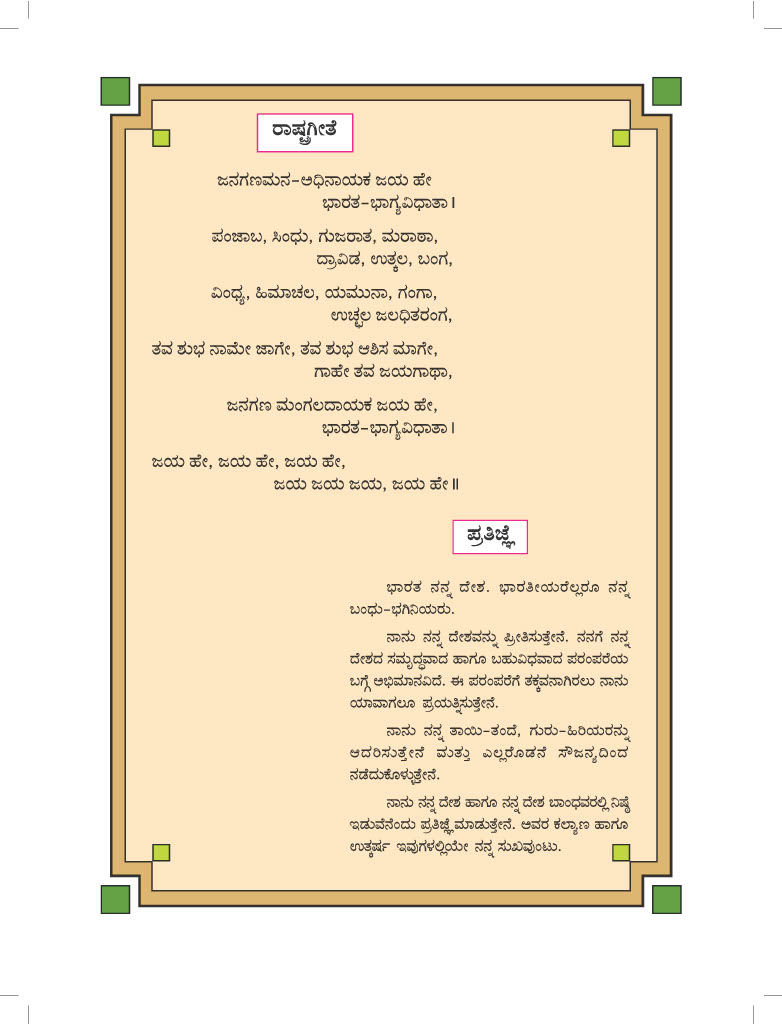 ರಾಷ್ಟ್ರಗೀತೆ
ಜನಗಣಮನ–ಅಧಿನಾಯಕ ಜಯ ಹೇ
ಭಾರತ–ಭಾಗ್ಯವಿಧಾತಾ।
ಪಂಜಾಬ, ಸಿಂಧು, ಗುಜರಾತ, ಮರಾಠಾ,
ದ್ರಾವಿಡ, ಉತ್ಕಲ, ಬಂಗ,
ವಿಂಧ್ಯ, ಹಿಮಾಚಲ, ಯಮುನಾ, ಗಂಗಾ,
ಉಚ್ಛಲ ಜಲಧಿತರಂಗ,
ತವ ಶುಭ ನಾಮೇ ಜಾಗೇ, ತವ ಶುಭ ಆಶಿಸ ಮಾಗೇ,
ಗಾಹೇ ತವ ಜಯಗಾಥಾ,
ಜನಗಣ ಮಂಗಲದಾಯಕ ಜಯ ಹೇ,
ಭಾರತ–ಭಾಗ್ಯವಿಧಾತಾ।
ಜಯ ಹೇ, ಜಯ ಹೇ, ಜಯ ಹೇ,
ಜಯ ಜಯ ಜಯ, ಜಯ ಹೇ॥
ಪ್ರತಿಜ್ಞೆ
ಭಾರತ ನನ್ನ ದೇಶ. ಭಾರತೀಯರೆಲ್ಲರೂ ನನ್ನ
ಬಂಧು–ಭಗಿನಿಯರು.
ನಾನು ನನ್ನ ದೇಶವನ್ನು ಪ್ರೀತಿಸುತ್ತೇನೆ. ನನಗೆ ನನ್ನ
ದೇಶದ ಸಮೃದ್ಧವಾದ ಹಾಗೂ ಬಹುವಿಧವಾದ ಪರಂಪರೆಯ
ಬಗ್ಗೆ ಅಭಿಮಾನವಿದೆ. ಈ ಪರಂಪರೆಗೆ ತಕ್ಕವನಾಗಿರಲು ನಾನು
ಯಾವಾಗಲೂ ಪ್ರಯತ್ನಿಸುತ್ತೇನೆ.
ನಾನು ನನ್ನ ತಾಯಿ–ತಂದೆ, ಗುರು–ಹಿರಿಯರನ್ನು
ಆದರಿಸುತ್ತೇನೆ ಮತ್ತು ಎಲ್ಲರೊಡನೆ ಸೌಜನ್ಯದಿಂದ
ನಡೆದುಕೊಳ್ಳುತ್ತೇನೆ.
ನಾನು ನನ್ನ ದೇಶ ಹಾಗೂ ನನ್ನ ದೇಶ ಬಾಂಧವರಲ್ಲಿ ನಿಷ್ಠೆ
ಇಡುವೆನೆಂದು ಪ್ರತಿಜ್ಞೆ ಮಾಡುತ್ತೇನೆ. ಅವರ ಕಲ್ಯಾಣ ಹಾಗೂ
ಉತ್ಕರ್ಷ ಇವುಗಳಲ್ಲಿಯೇ ನನ್ನ ಸುಖವುಂಟು.